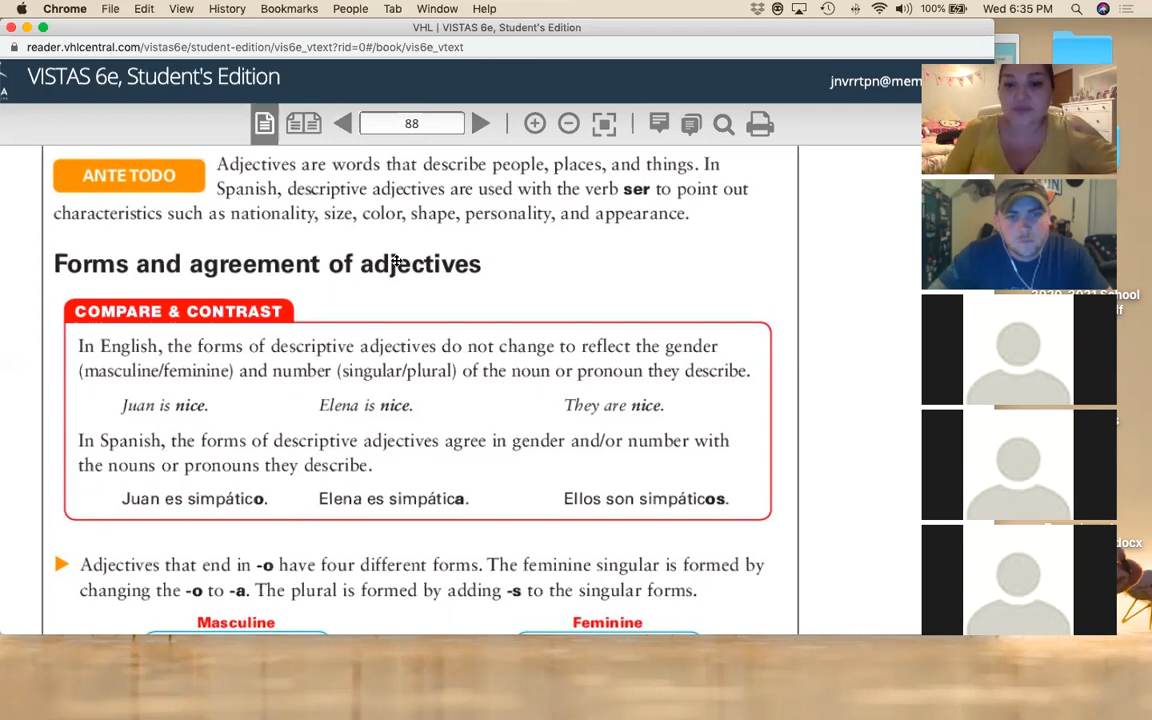 Chrome File Edit View History Bookmarks People Tab Window Help 100% Wed 6:35 PM
VHL | VISTAS 6e, Student's Edition
reader.vhlcentral.com/vistas6e/student-edition/vis6e_vtext?rid=0#/book/vis6e_vtext
VISTAS 6e, Student's Edition
jnvrrtpn@mem
88
ANTE TODO Adjectives are words that describe people, places, and things. In
Spanish, descriptive adjectives are used with the verb ser to point out
characteristics such as nationality, size, color, shape, personality, and appearance.
Forms and agreement of adjectives
COMPARE & CONTRAST
In English, the forms of descriptive adjectives do not change to reflect the gender
(masculine/feminine) and number (singular/plural) of the noun or pronoun they describe.
Juan is nice. Elena is nice. They are nice.
In Spanish, the forms of descriptive adjectives agree in gender and/or number with
the nouns or pronouns they describe.
Juan es simpático. Elena es simpática. Ellos son simpáticos.
Adjectives that end in -o have four different forms. The feminine singular is formed by
changing the -o to -a. The plural is formed by adding -s to the singular forms.
Masculine Feminine
School
docx